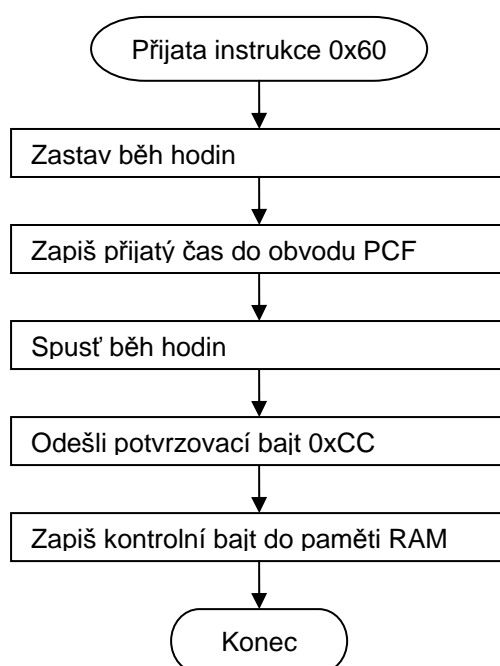 Přijata instrukce 0x60
Zastav běh hodin
Zapiš přijatý čas do obvodu PCF
Spusť běh hodin
Odešli potvrzovací bajt 0xCC
Zapiš kontrolní bajt do paměti RAM
Konec